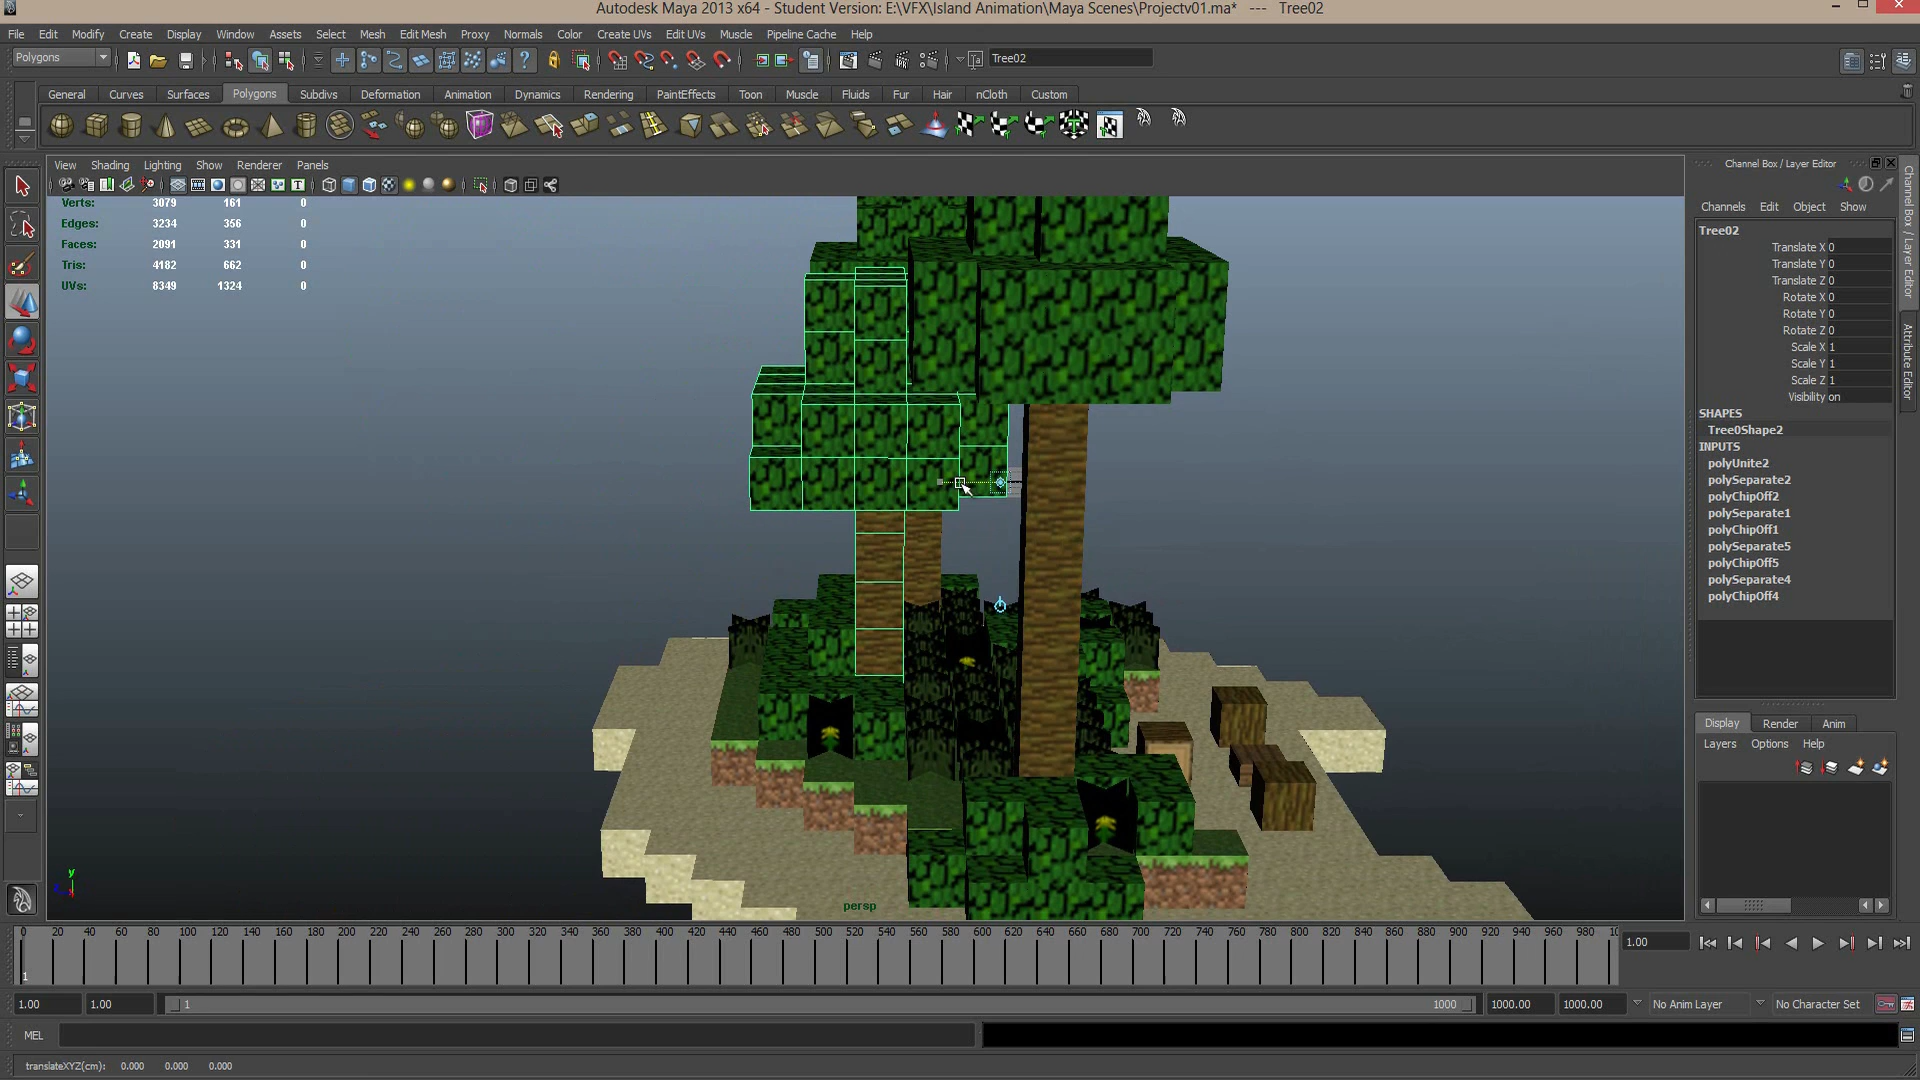 Autodesk Maya 2013 x64 - Student Version: E:\VFX\Island Animation\Maya Scenes\Projectv01.ma* --- Tree02
File Edit Modify Create Display Window Assets Select Mesh Edit Mesh Proxy Normals Color Create UVs Edit UVs Muscle Pipeline Cache Help
Polygons Tree02
General Curves Surfaces Polygons Subdivs Deformation Animation Dynamics Rendering PaintEffects Toon Muscle Fluids Fur Hair nCloth Custom
View Shading Lighting Show Renderer Panels
Verts: 3079 161 0
Edges: 3234 356 0
Faces: 2091 331 0
Tris: 4182 662 0
UVs: 8349 1324 0
y
persp
Channel Box / Layer Editor
Channels Edit Object Show
Tree02
Translate X 0
Translate Y 0
Translate Z 0
Rotate X 0
Rotate Y 0
Rotate Z 0
Scale X 1
Scale Y 1
Scale Z 1
Visibility on
SHAPES
Tree0Shape2
INPUTS
polyUnite2
polySeparate2
polyChipOff2
polySeparate1
polyChipOff1
polySeparate5
polyChipOff5
polySeparate4
polyChipOff4
Display Render Anim
Layers Options Help
Channel Box / Layer Editor
Attribute Editor
0 20 40 60 80 100 120 140 160 180 200 220 240 260 280 300 320 340 360 380 400 420 440 460 480 500 520 540 560 580 600 620 640 660 680 700 720 740 760 780 800 820 840 860 880 900 920 940 960 980 10
1
1.00
1.00 1.00 1 1000 1000.00 1000.00 No Anim Layer No Character Set
MEL
translateXYZ(cm): 0.000 0.000 0.000